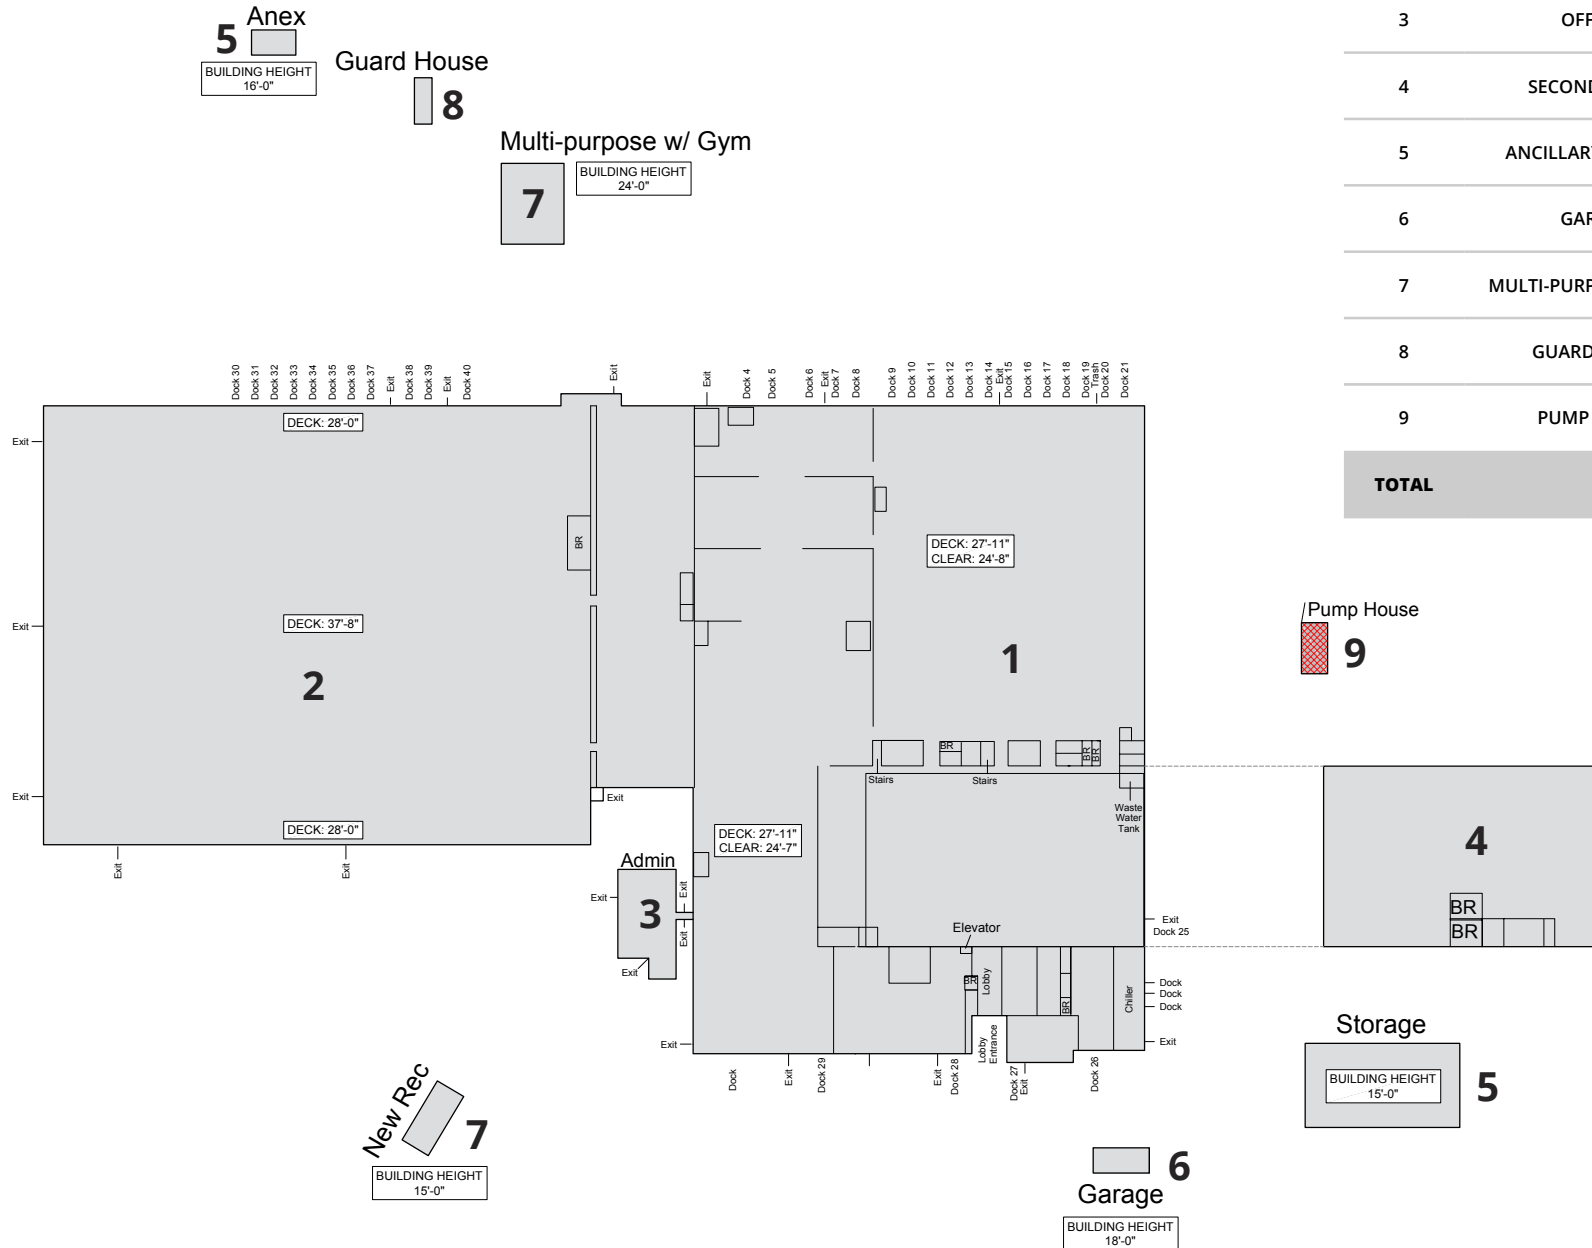 Anex
5
BUILDING HEIGHT
16'-0"
Guard House
8
Multi-purpose w/ Gym
BUILDING HEIGHT
24'-0"
7
3 OFF
4 SECOND
5 ANCILLARY
6 GAR
7 MULTI-PURP
8 GUARD
9 PUMP
TOTAL
Dock 30
Dock 31
Dock 32
Dock 33
Dock 34
Dock 35
Dock 36
Dock 37
Exit
Dock 38
Dock 39
Exit
Dock 40
Exit
Exit
Dock 4
Dock 5
Dock 6
Exit
Dock 7
Dock 8
Dock 9
Dock 10
Dock 11
Dock 12
Dock 13
Dock 14
Exit
Dock 15
Dock 16
Dock 17
Dock 18
Dock 19
Trash
Dock 20
Dock 21
Exit
DECK: 28'-0"
BR
DECK: 27'-11"
CLEAR: 24'-8"
Exit
DECK: 37'-8"
2
1
Pump House
9
BR
BR
BR
Stairs
Stairs
Exit
Exit
Waste
Water
Tank
DECK: 28'-0"
DECK: 27'-11"
CLEAR: 24'-7"
4
Exit
Exit
Admin
Exit
Exit
3
Exit
Exit
Elevator
Exit
Dock 25
BR
BR
BR
Lobby
BR
Chiller
Dock
Dock
Dock
Exit
Lobby
Entrance
Exit
Dock
Exit
Dock 29
Exit
Dock 28
Dock 27
Exit
Dock 26
Storage
BUILDING HEIGHT
15'-0"
5
New Rec
7
BUILDING HEIGHT
15'-0"
6
Garage
BUILDING HEIGHT
18'-0"